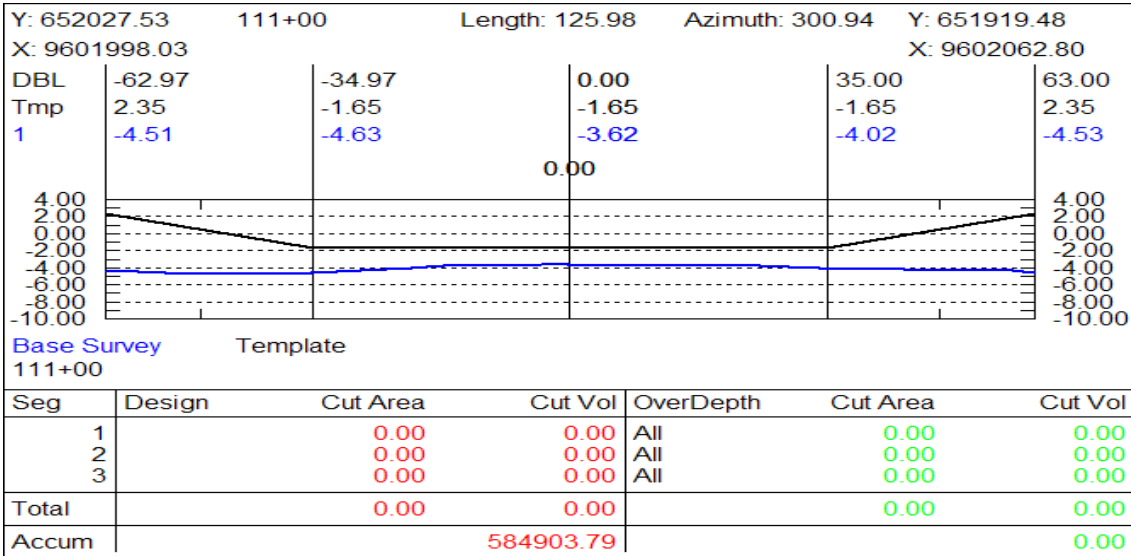 Y: 652027.53 111+00 Length: 125.98 Azimuth: 300.94 Y: 651919.48
X: 9601998.03 X: 9602062.80
DBL -62.97 -34.97 0.00 35.00 63.00
Tmp 2.35 -1.65 -1.65 -1.65 2.35
1 -4.51 -4.63 -3.62 -4.02 -4.53
0.00
4.00 4.00
2.00 2.00
0.00 0.00
-2.00 -2.00
-4.00 -4.00
-6.00 -6.00
-8.00 -8.00
-10.00 -10.00
Base Survey Template
111+00
Seg Design Cut Area Cut Vol OverDepth Cut Area Cut Vol
1 0.00 0.00 All 0.00 0.00
2 0.00 0.00 All 0.00 0.00
3 0.00 0.00 All 0.00 0.00
Total 0.00 0.00 0.00 0.00
Accum 584903.79 0.00